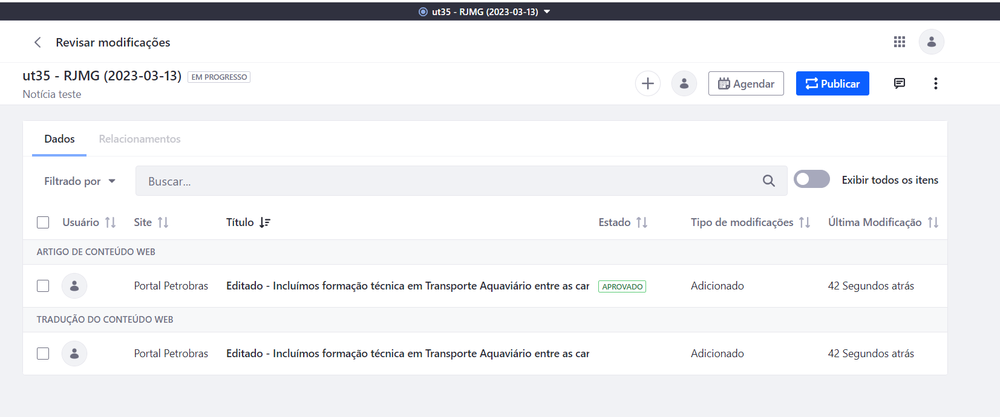 ut35 - RJMG (2023-03-13)
Revisar modificações
ut35 - RJMG (2023-03-13) EM PROGRESSO
Notícia teste
Agendar
Publicar
Dados
Relacionamentos
Filtrado por
Buscar...
Exibir todos os itens
Usuário Site Título Estado Tipo de modificações Última Modificação
ARTIGO DE CONTEÚDO WEB
Portal Petrobras Editado - Incluímos formação técnica em Transporte Aquaviário entre as car APROVADO Adicionado 42 Segundos atrás
TRADUÇÃO DO CONTEÚDO WEB
Portal Petrobras Editado - Incluímos formação técnica em Transporte Aquaviário entre as car Adicionado 42 Segundos atrás